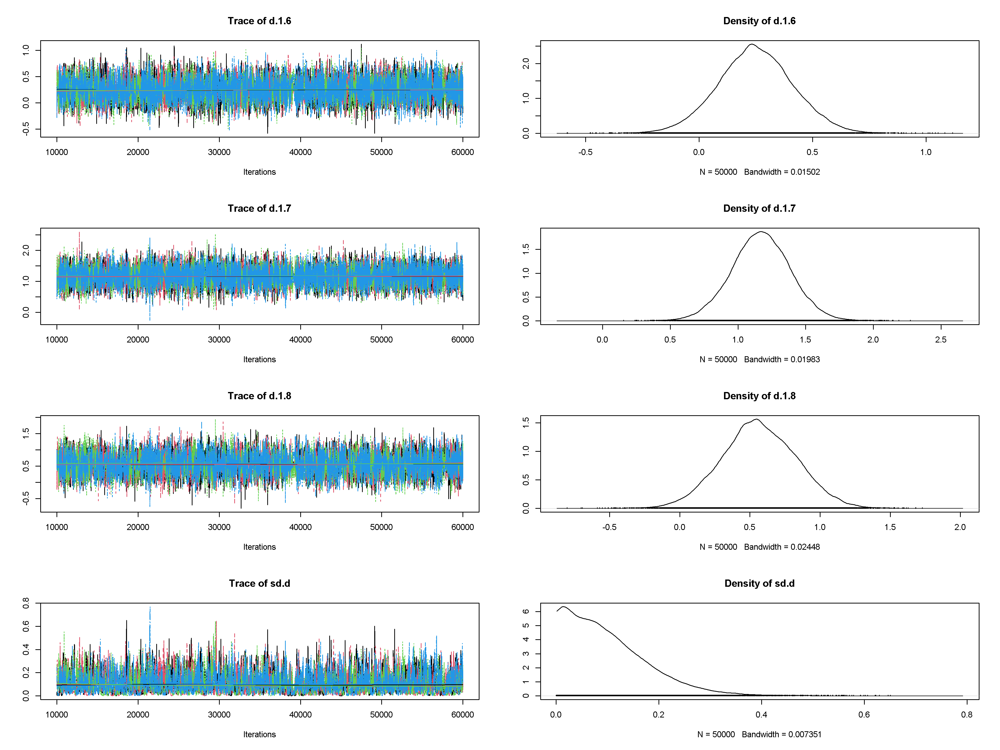 Trace of d.1.6
-0.5 0.0 0.5 1.0
10000 20000 30000 40000 50000 60000
Iterations
Density of d.1.6
0.0 1.0 2.0
-0.5 0.0 0.5 1.0
N = 50000 Bandwidth = 0.01502
Trace of d.1.7
0.0 1.0 2.0
10000 20000 30000 40000 50000 60000
Iterations
Density of d.1.7
0.0 0.5 1.0 1.5
0.0 0.5 1.0 1.5 2.0 2.5
N = 50000 Bandwidth = 0.01983
Trace of d.1.8
-0.5 0.5 1.5
10000 20000 30000 40000 50000 60000
Iterations
Density of d.1.8
0.0 0.5 1.0 1.5
-0.5 0.0 0.5 1.0 1.5 2.0
N = 50000 Bandwidth = 0.02448
Trace of sd.d
0.0 0.2 0.4 0.6 0.8
10000 20000 30000 40000 50000 60000
Iterations
Density of sd.d
0 1 2 3 4 5 6
0.0 0.2 0.4 0.6 0.8
N = 50000 Bandwidth = 0.007351